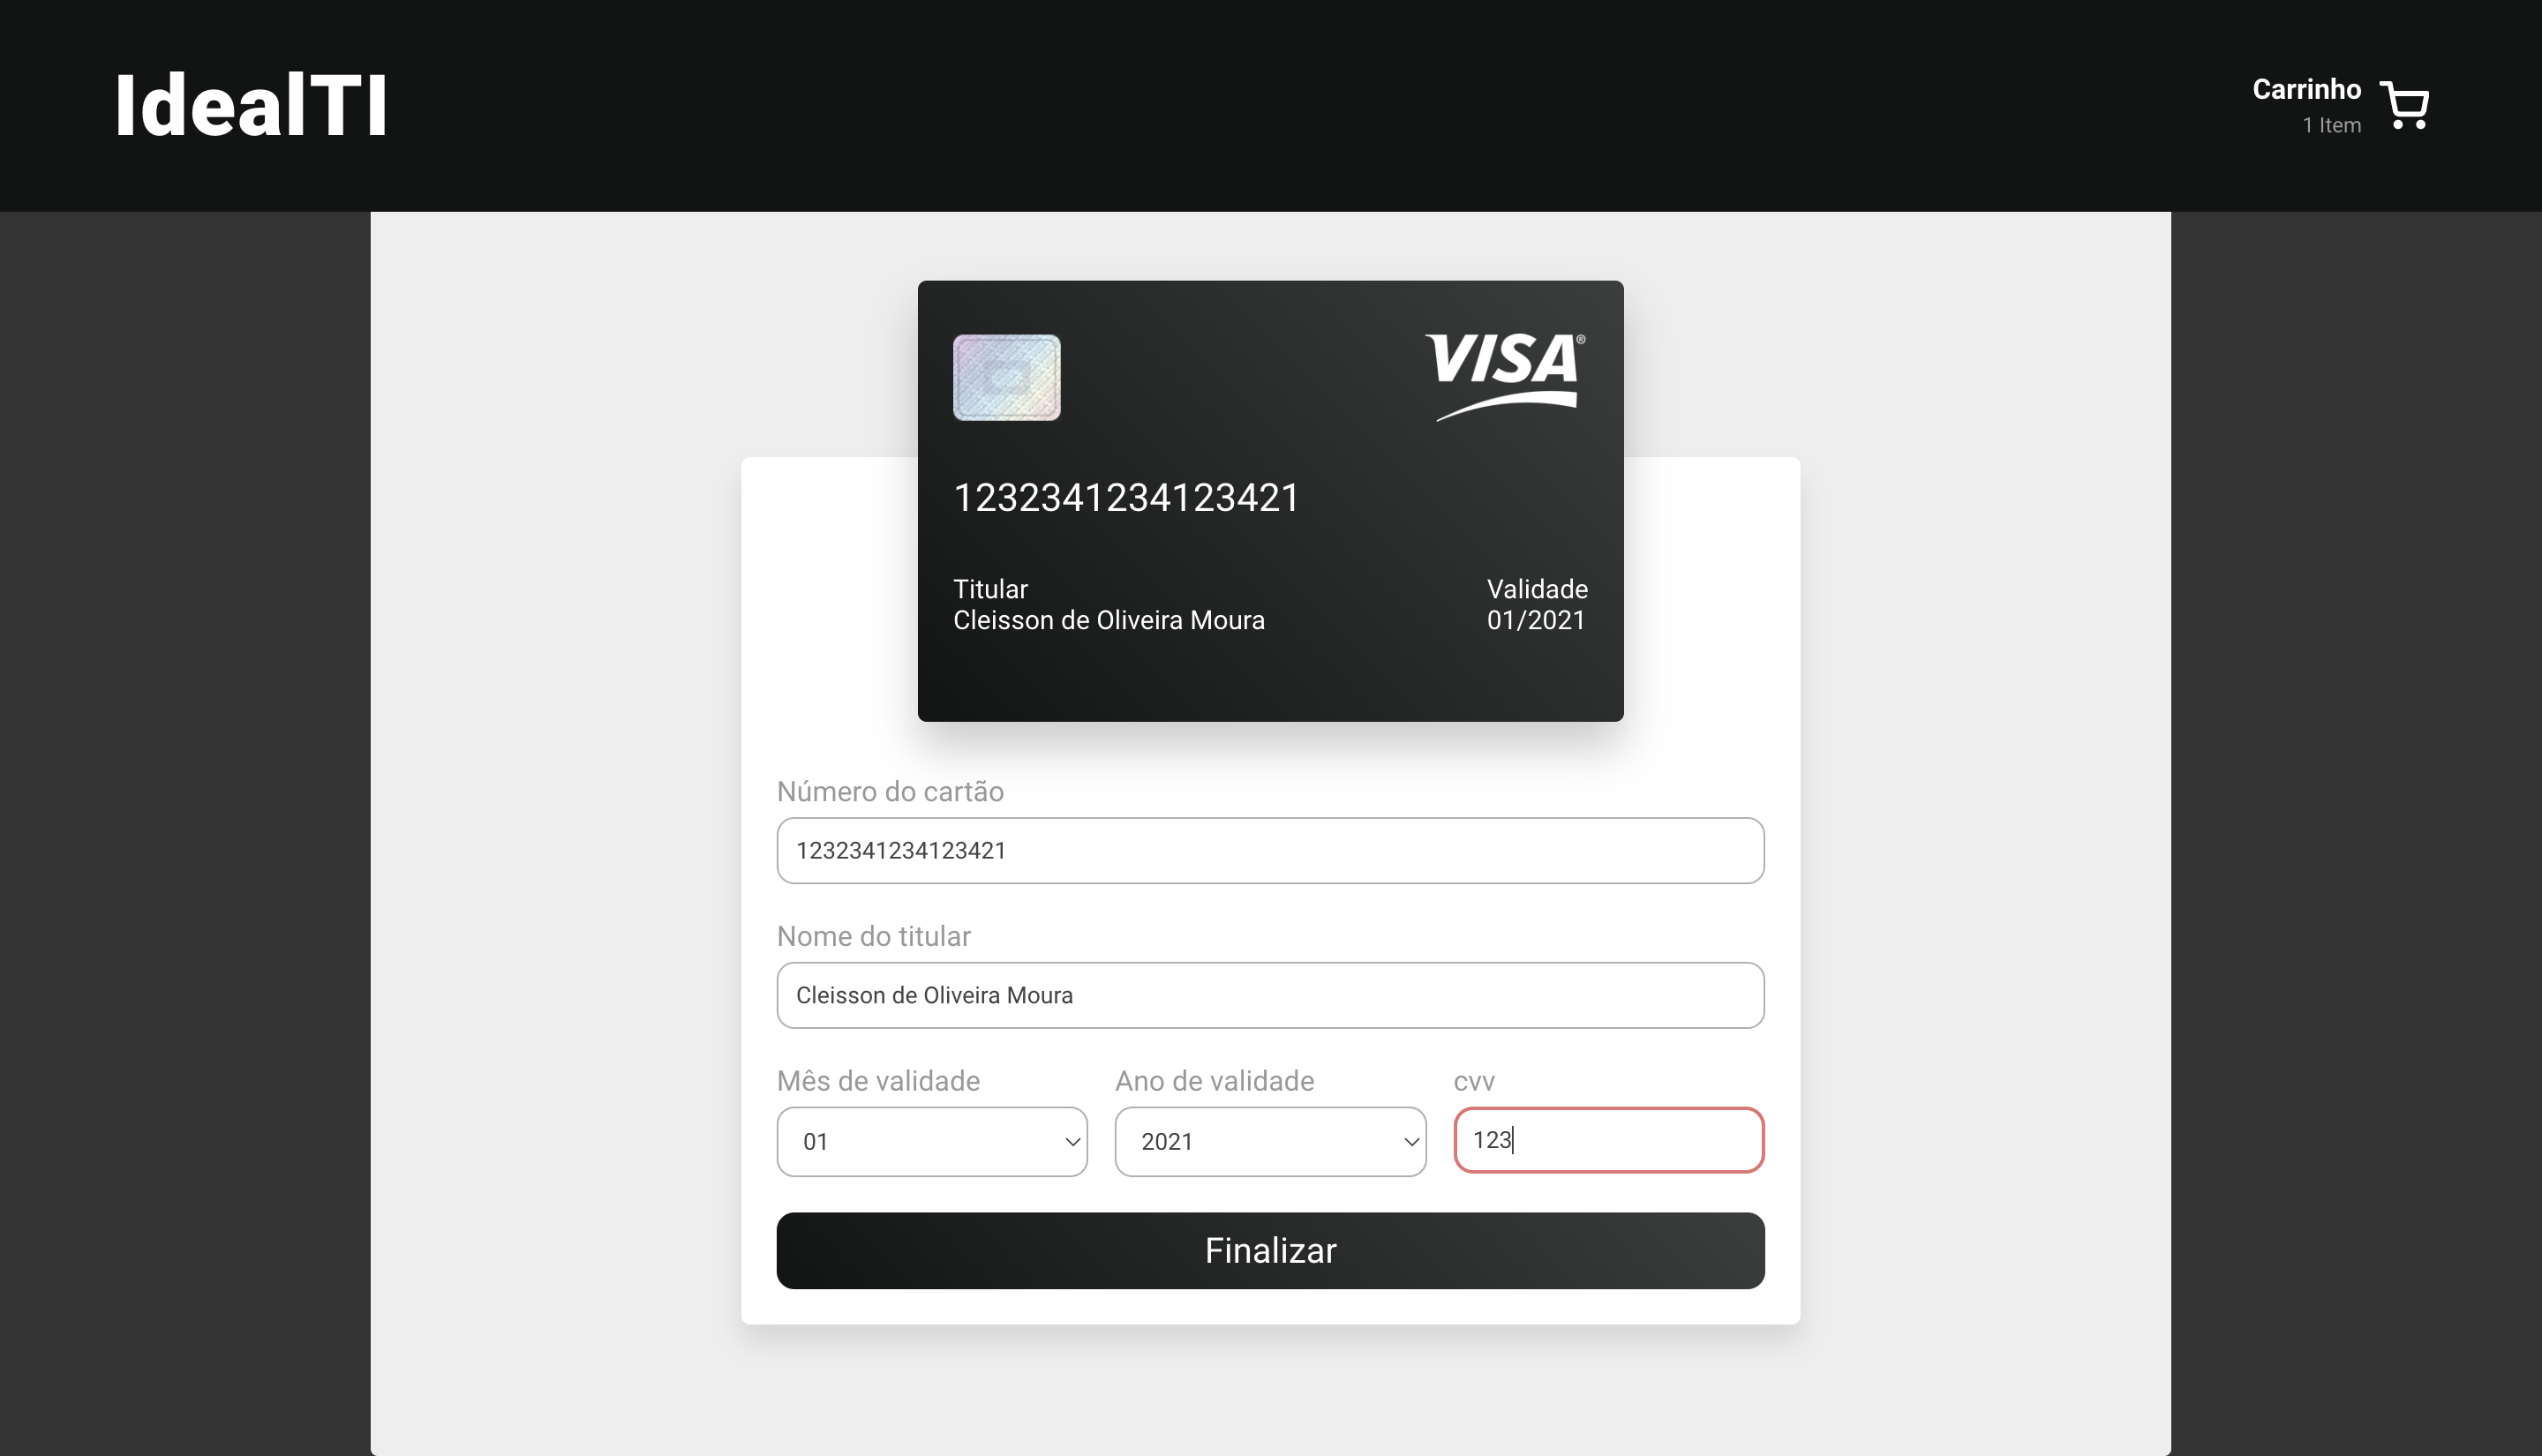 IdealTI
Carrinho
1 Item
VISA®
1232341234123421
Titular
Cleisson de Oliveira Moura
Validade
01/2021
Número do cartão
1232341234123421
Nome do titular
Cleisson de Oliveira Moura
Mês de validade
01
Ano de validade
2021
cvv
123
Finalizar